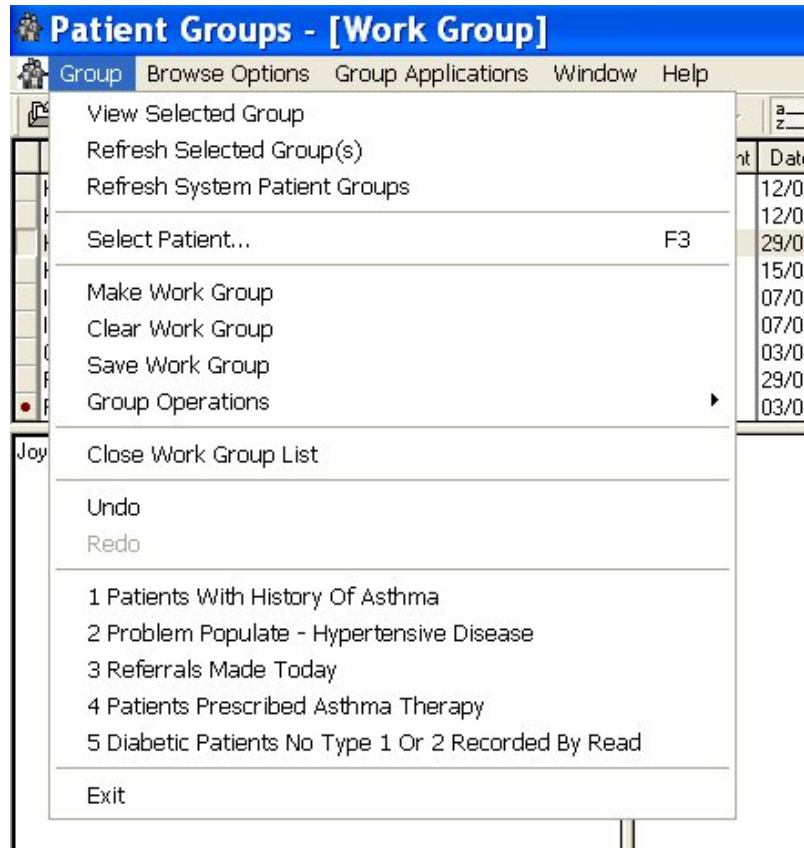 Patient Groups - [Work Group]
Group Browse Options Group Applications Window Help
View Selected Group
Refresh Selected Group(s)
Refresh System Patient Groups
Select Patient... F3
Make Work Group
Clear Work Group
Save Work Group
Group Operations
Close Work Group List
Undo
Redo
1 Patients With History Of Asthma
2 Problem Populate - Hypertensive Disease
3 Referrals Made Today
4 Patients Prescribed Asthma Therapy
5 Diabetic Patients No Type 1 Or 2 Recorded By Read
Exit
a
z
nt Date
12/0
12/0
29/0
15/0
07/0
07/0
03/0
29/0
03/0
Joy